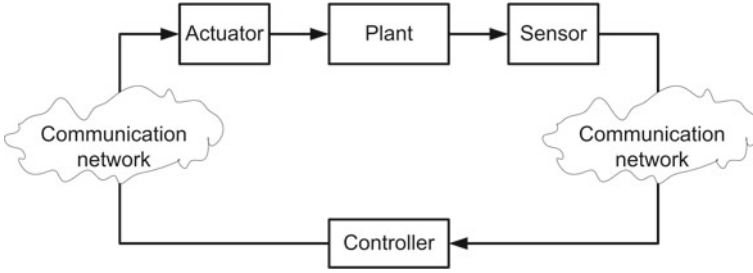 Actuator
Plant
Sensor
Communication
network
Communication
network
Controller